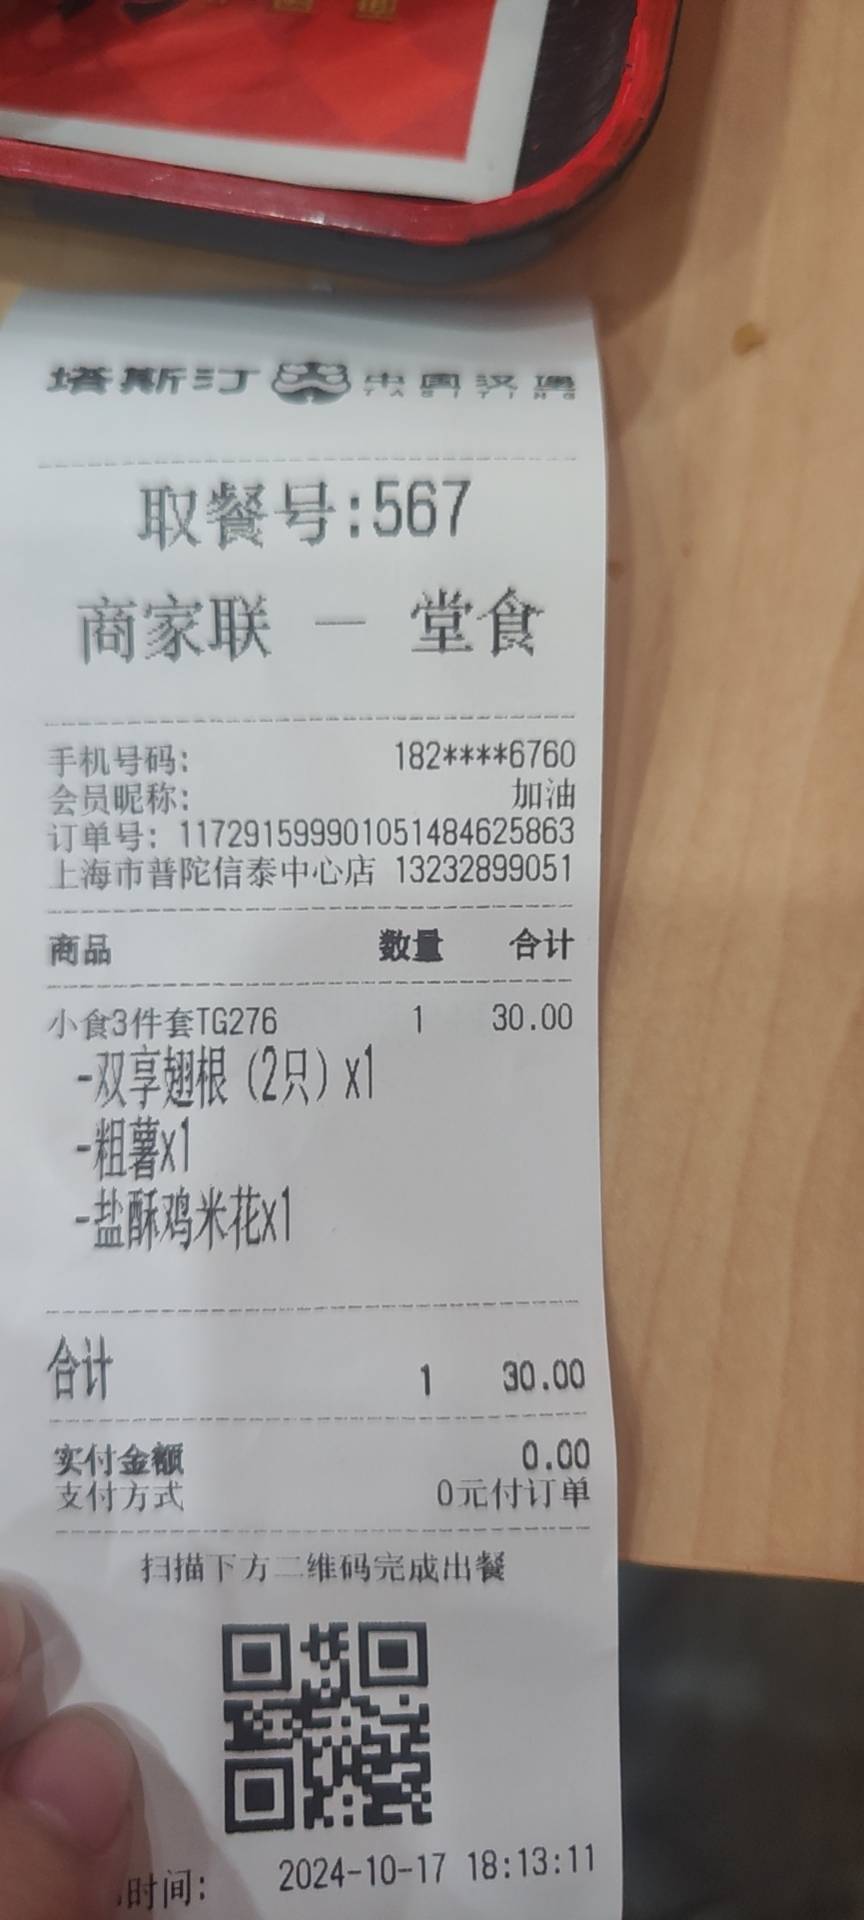 塔斯汀 中国汉堡
TASITING
取餐号:567
商家联 — 堂食
手机号码: 182****6760
会员昵称: 加油
订单号: 117291599901051484625863
上海市普陀信泰中心店 13232899051
商品 数量 合计
小食3件套TG276 1 30.00
-双享翅根（2只）x1
-粗薯x1
-盐酥鸡米花x1
合计 1 30.00
实付金额 0.00
支付方式 0元付订单
扫描下方二维码完成出餐
时间: 2024-10-17 18:13:11